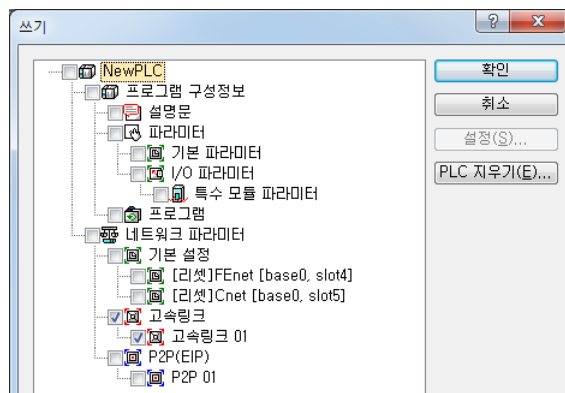 쓰기
NewPLC
프로그램 구성정보
설명문
파라미터
기본 파라미터
I/O 파라미터
특수 모듈 파라미터
프로그램
네트워크 파라미터
기본 설정
[리셋]FEnet [base0, slot4]
[리셋]Cnet [base0, slot5]
고속링크
고속링크 01
P2P(EIP)
P2P 01
확인
취소
설정(S)...
PLC 지우기(E)...